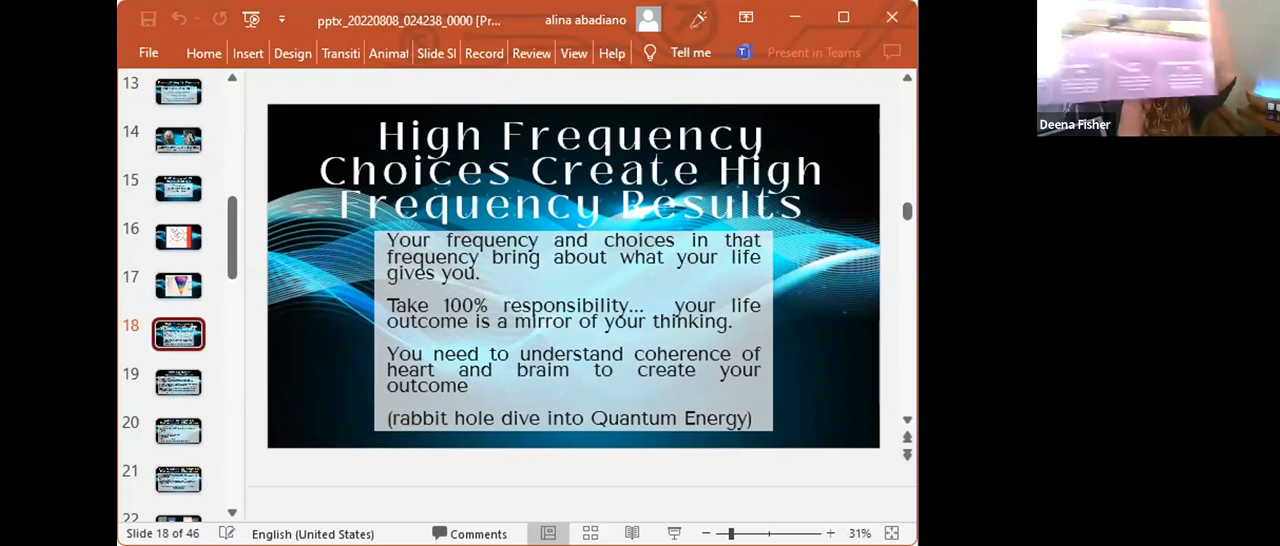 pptx_20220808_024238_0000 [Pr...
alina abadiano
File Home Insert Design Transiti Animat Slide Sl Record Review View Help Tell me Present in Teams
Deena Fisher
13
14
15
16
17
18
19
20
21
22
High Frequency
Choices Create High
Frequency Results
Your frequency and choices in that
frequency bring about what your life
gives you.
Take 100% responsibility... your life
outcome is a mirror of your thinking.
You need to understand coherence of
heart and braim to create your
outcome
(rabbit hole dive into Quantum Energy)
Slide 18 of 46 English (United States) Comments 31%